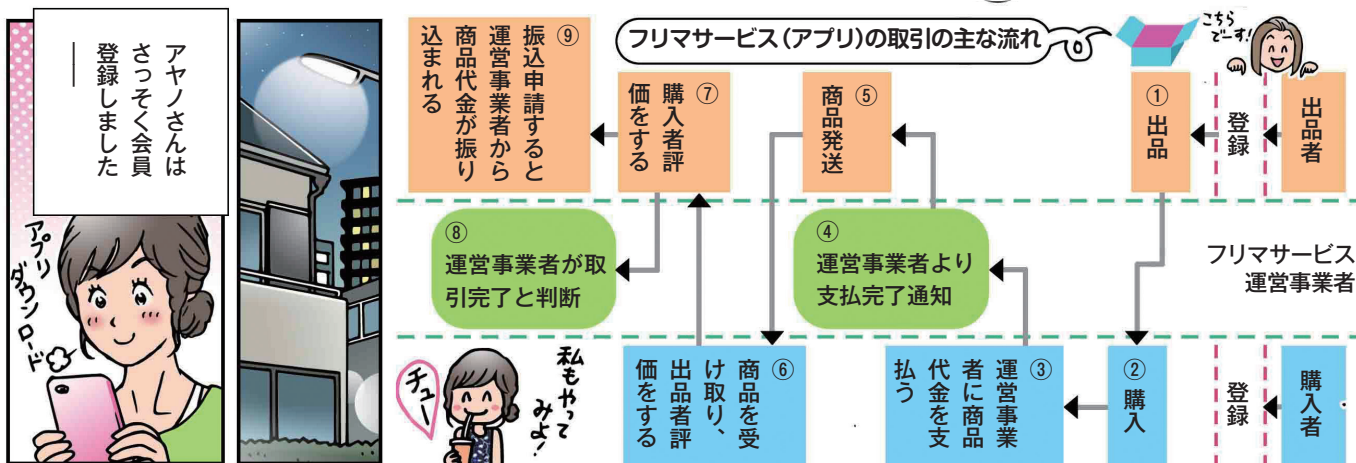 フリマサービス(アプリ)の取引の主な流れ
こちら
でーす!
出品者
登録
① 出品
⑤
商品発送
⑦
購入者評
価をする
⑨
振込申請すると
運営事業者から
商品代金が振り
込まれる
フリマサービス
運営事業者
④
運営事業者より
支払完了通知
⑧
運営事業者が取
引完了と判断
購入者
登録
② 購入
③
運営事業
者に商品
代金を支
払う
⑥
商品を受
け取り、
出品者評
価をする
私もやって
みよ!
チュー
アヤノさんは
さっそく会員
登録しました
――
アプリ
ダウンロード